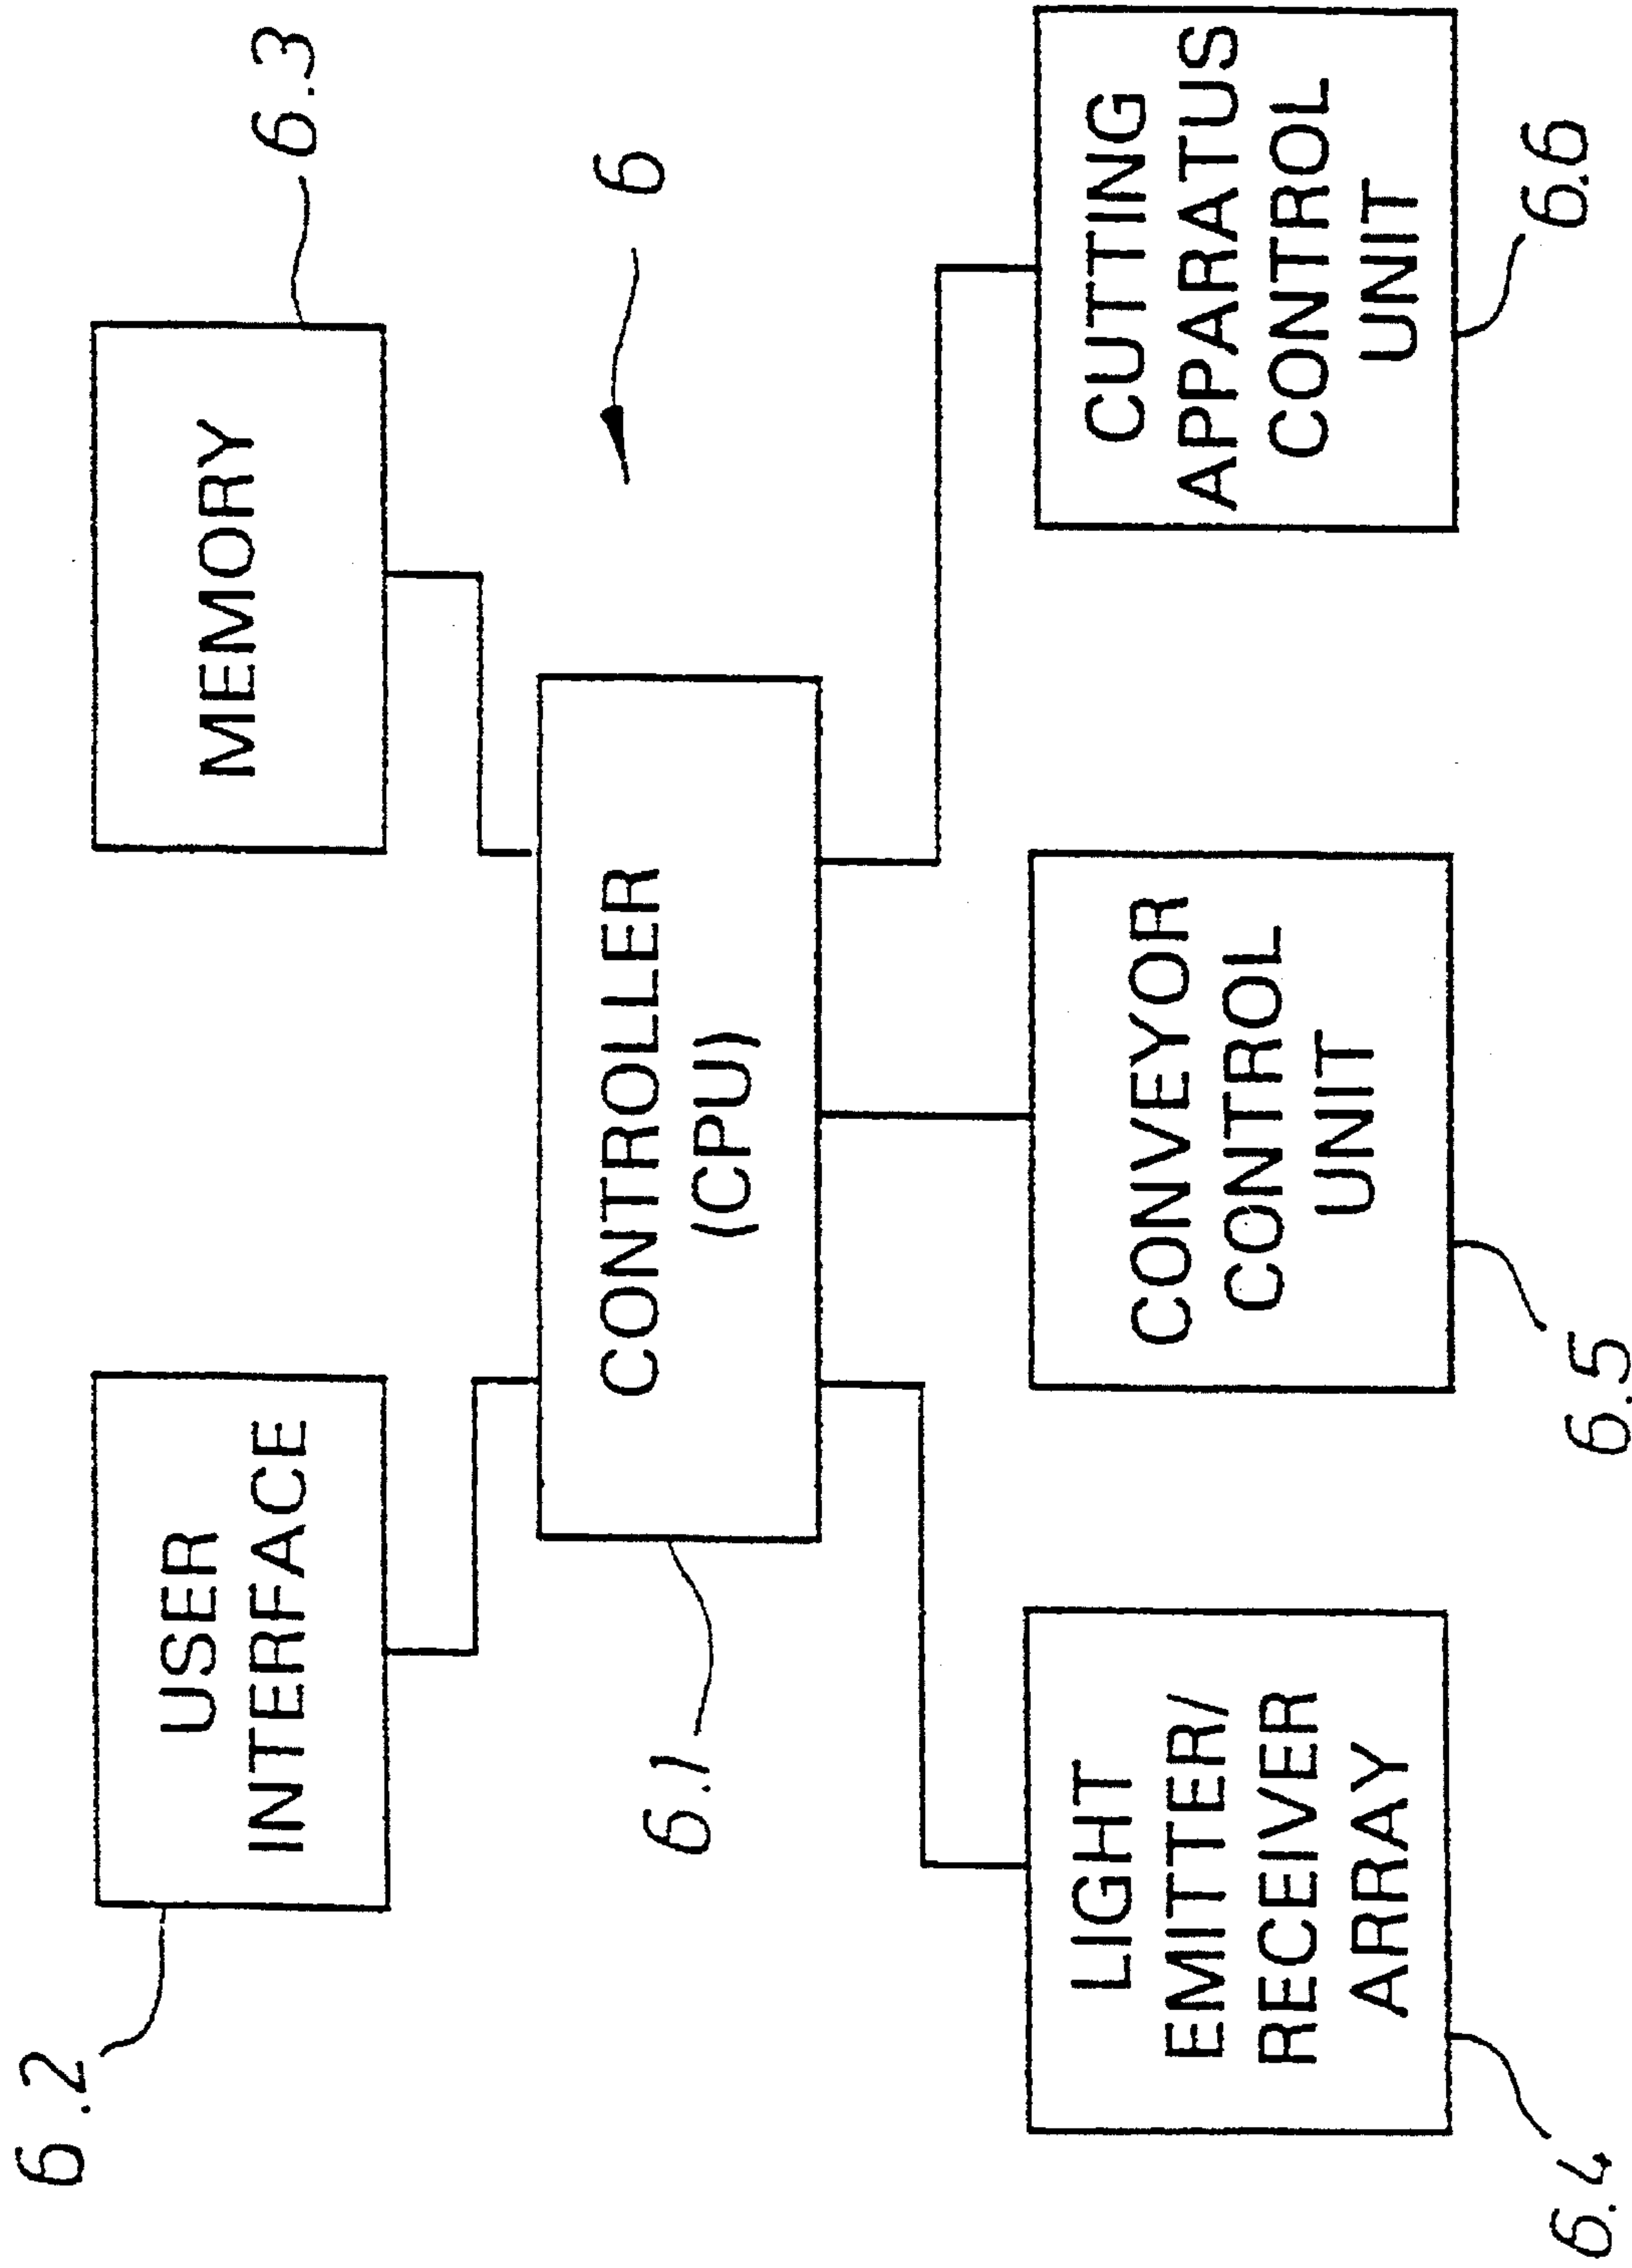 6.2
USER
INTERFACE
MEMORY
6.3
6
CONTROLLER
(CPU)
6.1
LIGHT
EMITTER/
RECEIVER
ARRAY
6.4
CONVEYOR
CONTROL
UNIT
6.5
CUTTING
APPARATUS
CONTROL
UNIT
6.6